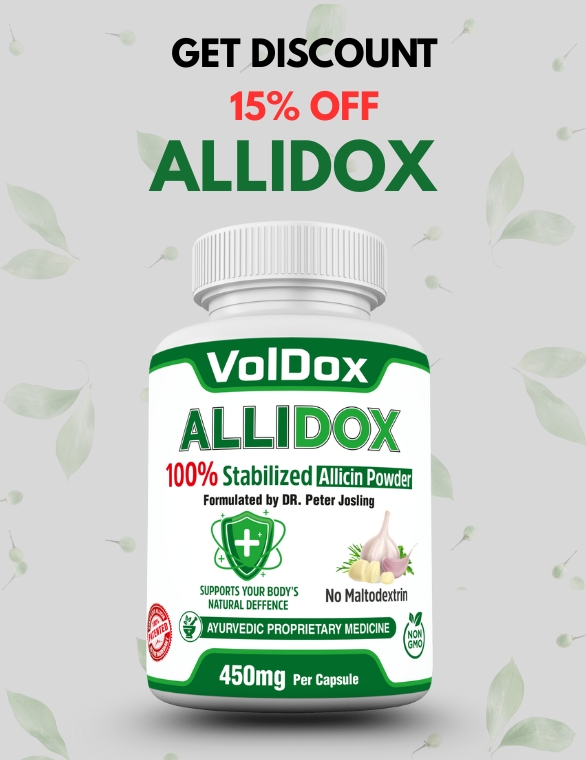 GET DISCOUNT
15% OFF
ALLIDOX
VolDox
ALLIDOX
100% Stabilized Allicin Powder
Formulated by DR. Peter Josling
SUPPORTS YOUR BODY'S
NATURAL DEFFENCE
No Maltodextrin
PATENTED
AYURVEDIC PROPRIETARY MEDICINE
NON
GMO
450mg Per Capsule